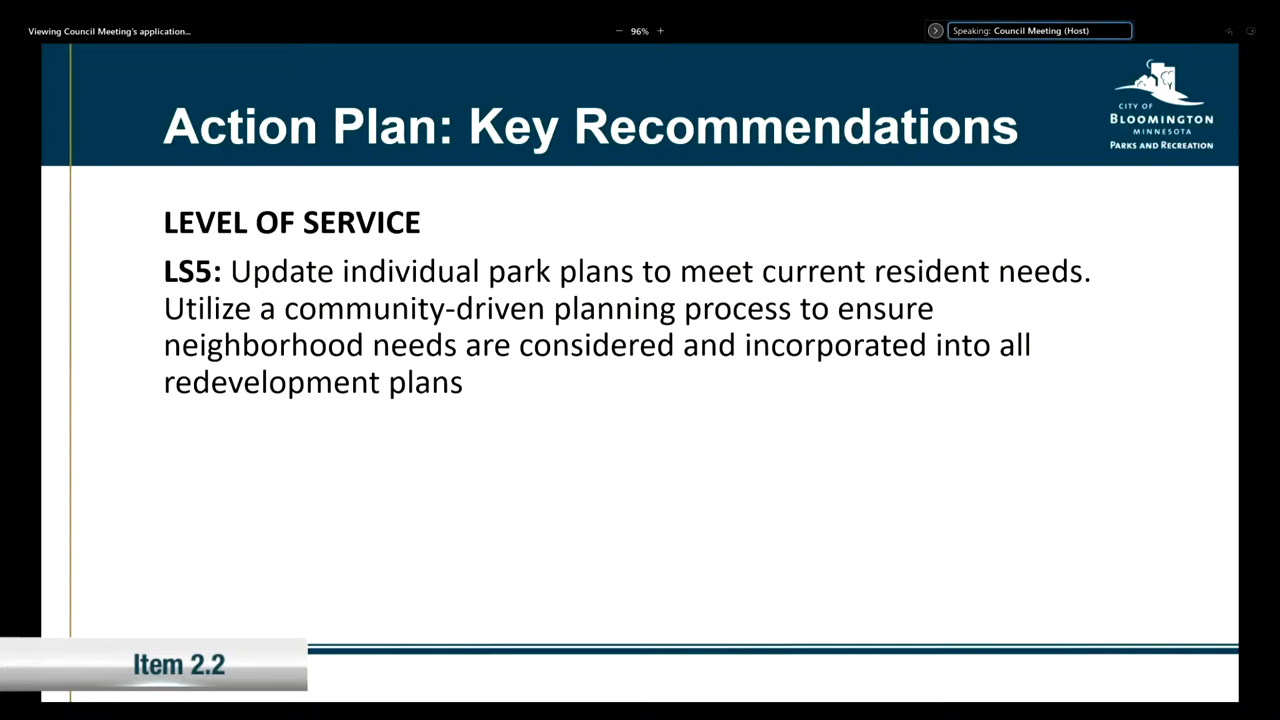 Viewing Council Meeting's application...
96%
Speaking: Council Meeting (Host)
Action Plan: Key Recommendations
CITY OF
BLOOMINGTON
MINNESOTA
PARKS AND RECREATION
LEVEL OF SERVICE
LS5: Update individual park plans to meet current resident needs.
Utilize a community-driven planning process to ensure
neighborhood needs are considered and incorporated into all
redevelopment plans
Item 2.2